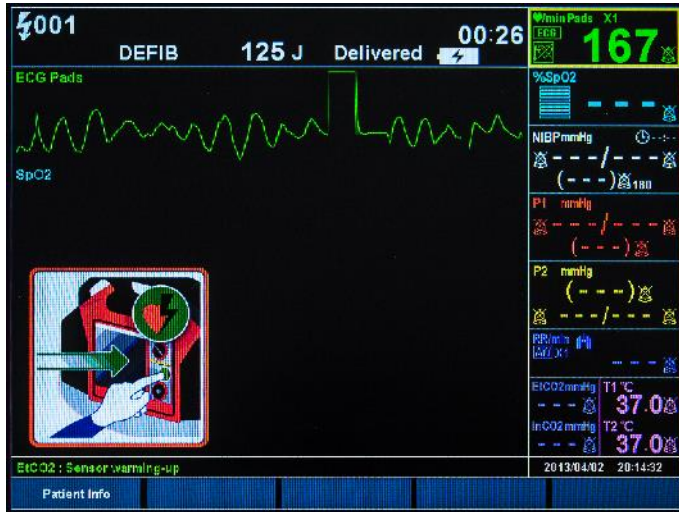 001
00:26
DEFIB 125 J Delivered
ECG Pads
SpO2
EtCO2 : Sensor warming-up
Patient Info
♥/min Pads X1
ECG
167
%SpO2
- - -
NIBPmmHg --:--
- - -/- - -
(- - -) 180
P1 mmHg
- - -/- - -
(- - -)
P2 mmHg
(- - -)
- - -/- - -
RR/min
X1
- - -
EtCO2mmHg T1 °C
- - - 37.0
InCO2mmHg T2 °C
- - - 37.0
2013/04/02 20:14:32